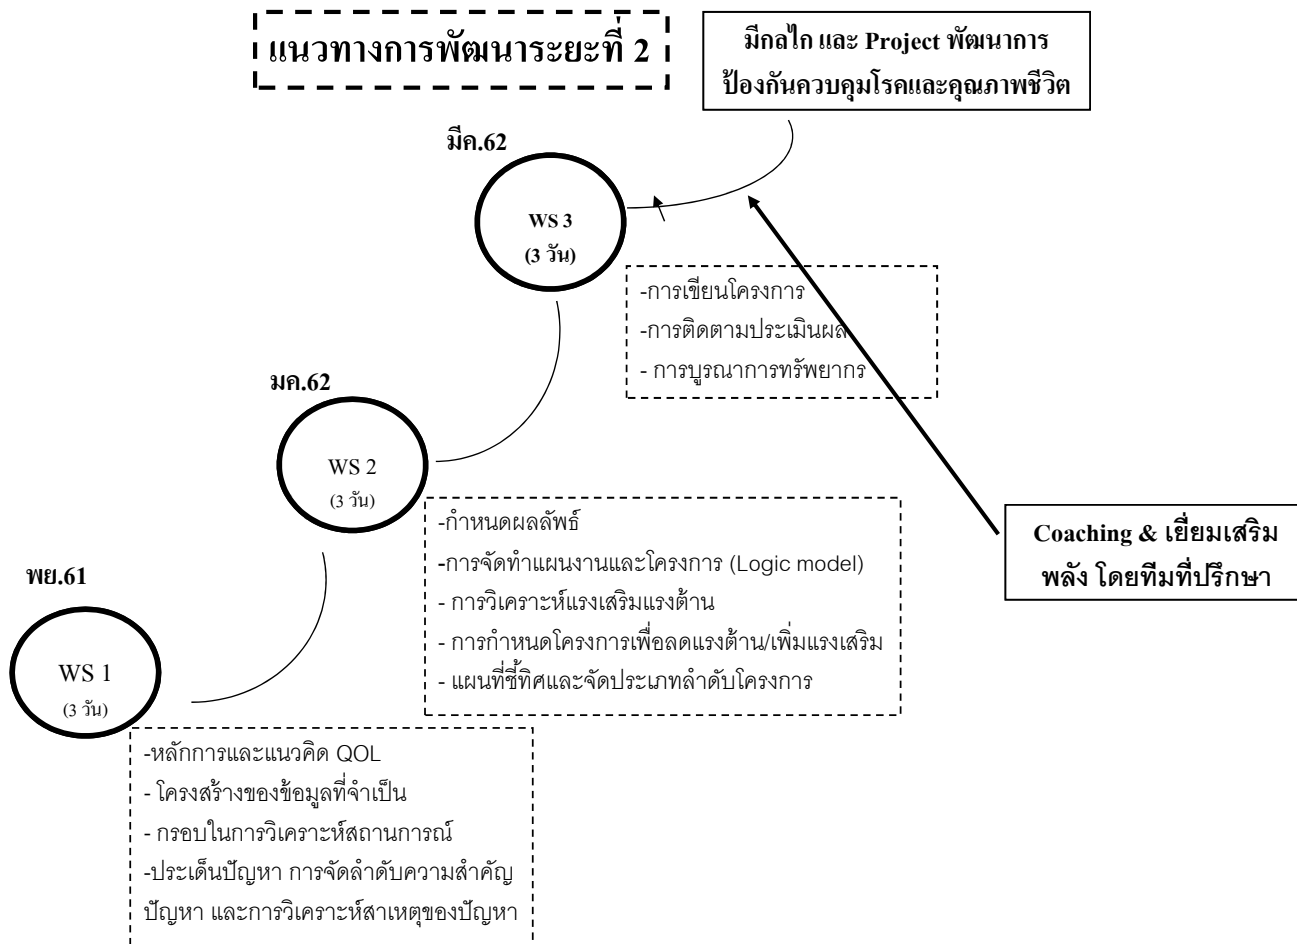 แนวทางการพัฒนาระยะที่ 2
มีกลไก และ Project พัฒนาการ
ป้องกันควบคุมโรคและคุณภาพชีวิต
มีค.62
WS 3
(3 วัน)
-การเขียนโครงการ
-การติดตามประเมินผล
- การบูรณาการทรัพยากร
มค.62
WS 2
(3 วัน)
-กำหนดผลลัพธ์
-การจัดทำแผนงานและโครงการ (Logic model)
- การวิเคราะห์แรงเสริมแรงต้าน
- การกำหนดโครงการเพื่อลดแรงต้าน/เพิ่มแรงเสริม
- แผนที่ชี้ทิศและจัดประเภทลำดับโครงการ
Coaching & เยี่ยมเสริม
พลัง โดยทีมที่ปรึกษา
พย.61
WS 1
(3 วัน)
-หลักการและแนวคิด QOL
- โครงสร้างของข้อมูลที่จำเป็น
- กรอบในการวิเคราะห์สถานการณ์
-ประเด็นปัญหา การจัดลำดับความสำคัญ
ปัญหา และการวิเคราะห์สาเหตุของปัญหา